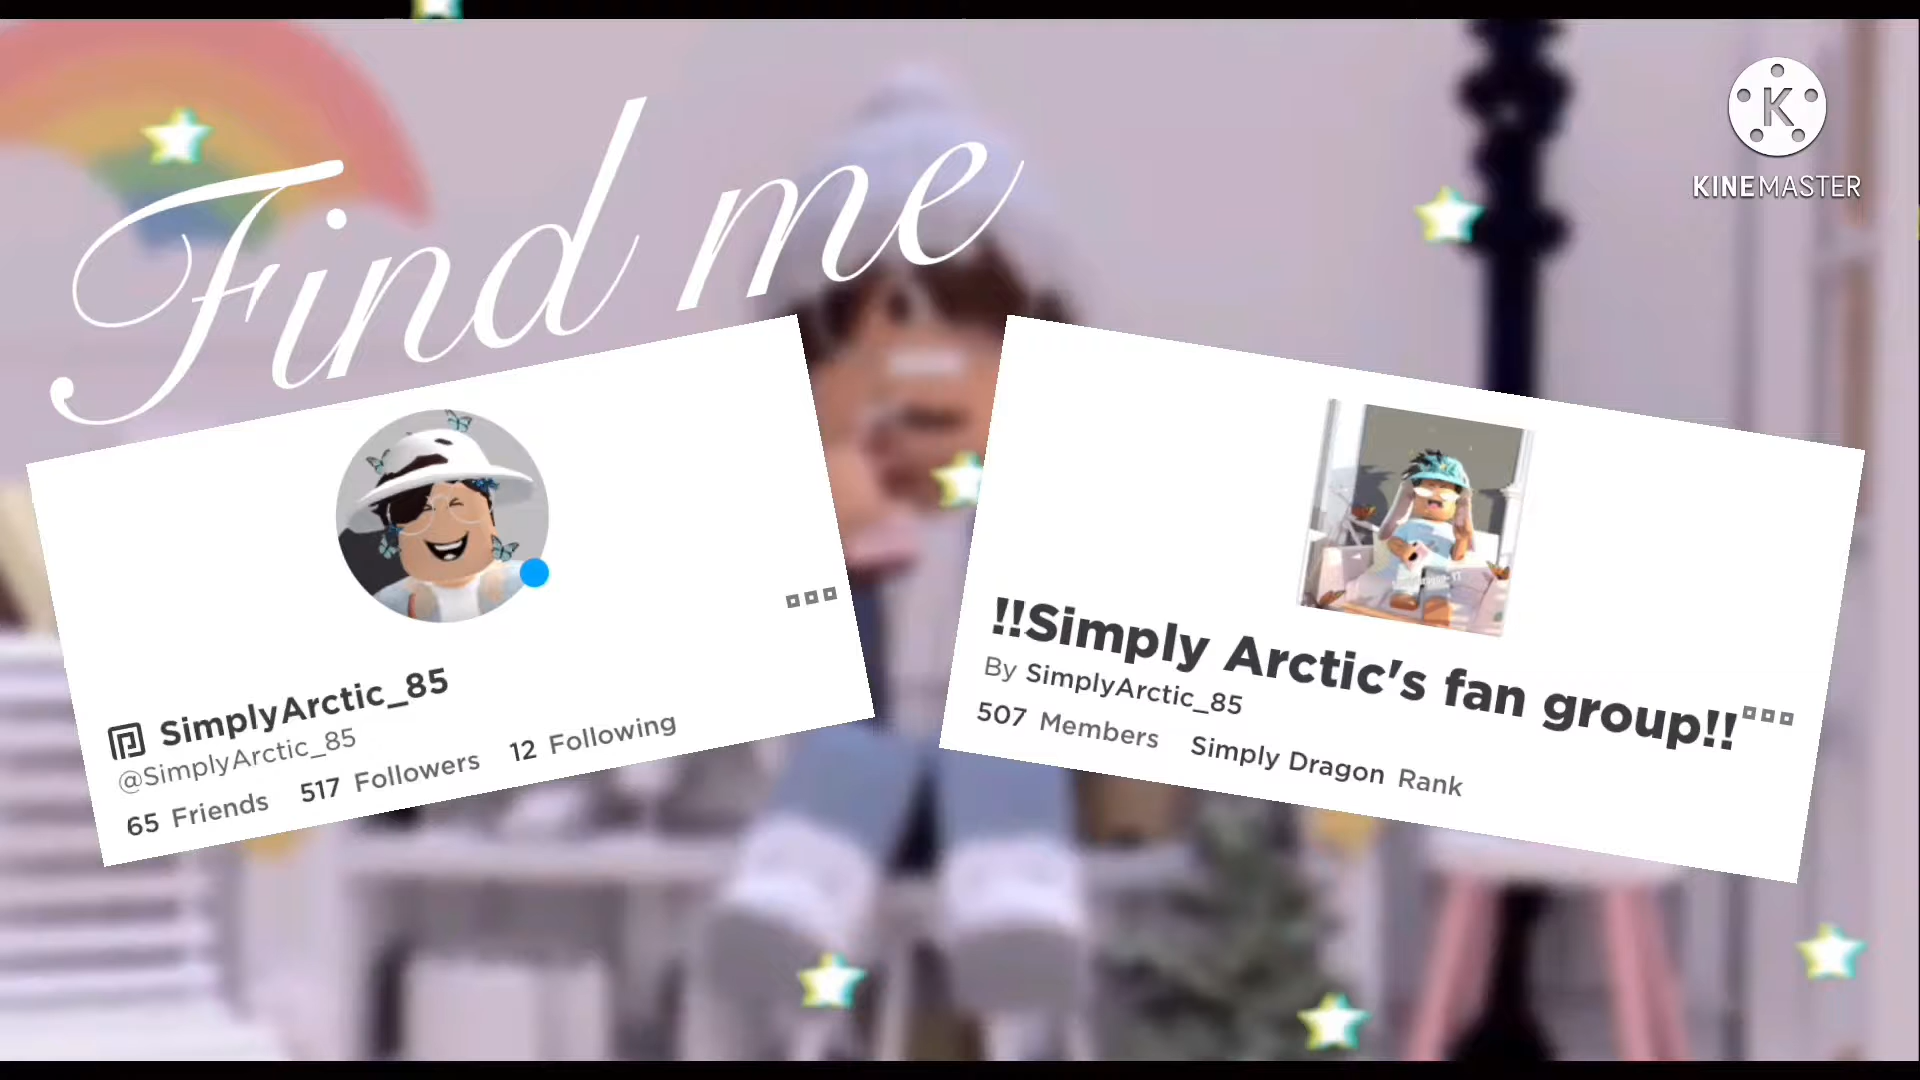 Find me
K
KINEMASTER
SimplyArctic_85
@SimplyArctic_85
65 Friends 517 Followers 12 Following
!!Simply Arctic's fan group!!
By SimplyArctic_85
507 Members Simply Dragon Rank